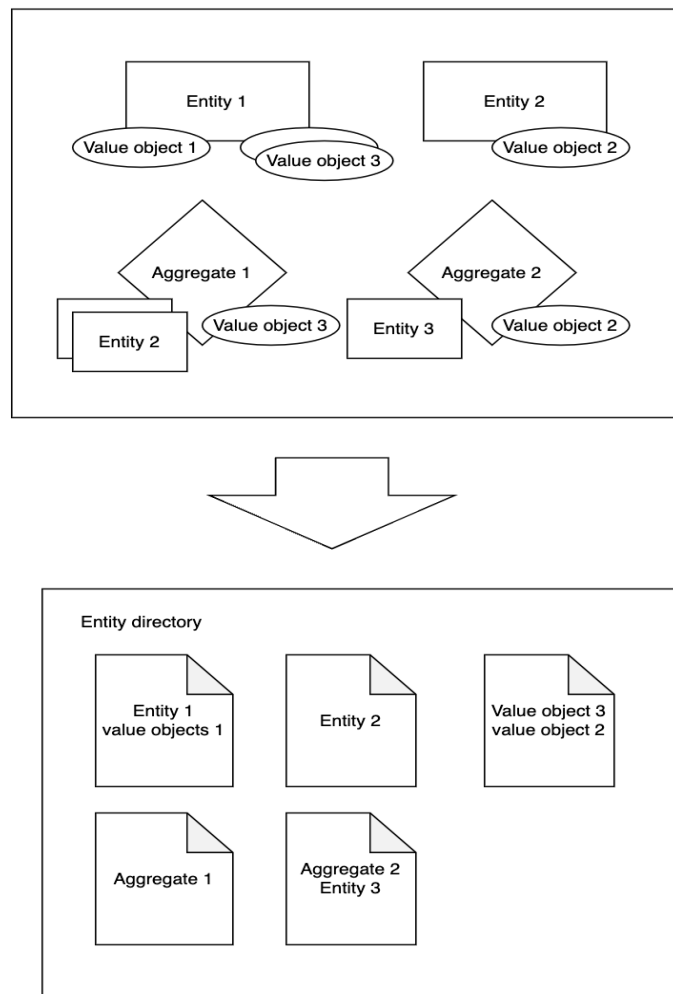 Entity 1
Entity 2
Value object 1
Value object 3
Value object 2
Aggregate 1
Aggregate 2
Entity 2
Value object 3
Entity 3
Value object 2
Entity directory
Entity 1
value objects 1
Entity 2
Value object 3
value object 2
Aggregate 1
Aggregate 2
Entity 3